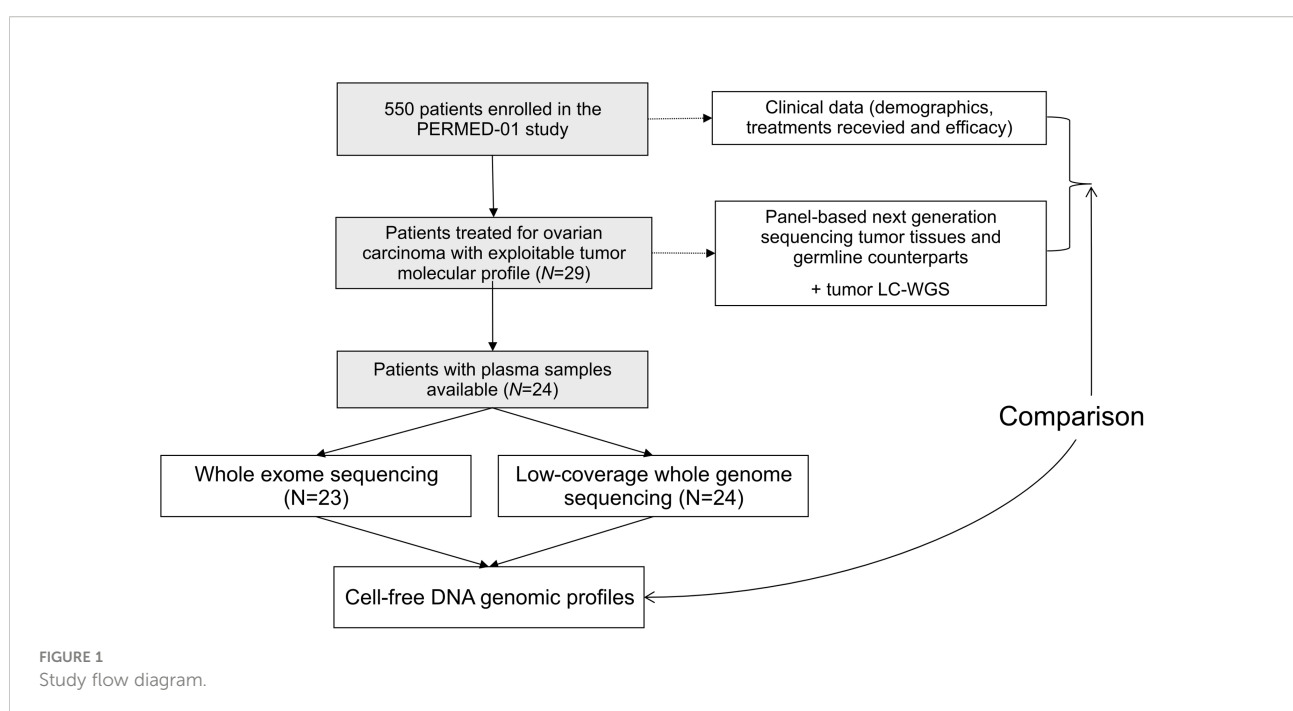 550 patients enrolled in the
PERMED-01 study
Clinical data (demographics,
treatments recevied and efficacy)
Patients treated for ovarian
carcinoma with exploitable tumor
molecular profile (N=29)
Panel-based next generation
sequencing tumor tissues and
germline counterparts
+ tumor LC-WGS
Patients with plasma samples
available (N=24)
Comparison
Whole exome sequencing
(N=23)
Low-coverage whole genome
sequencing (N=24)
Cell-free DNA genomic profiles
FIGURE 1
Study flow diagram.